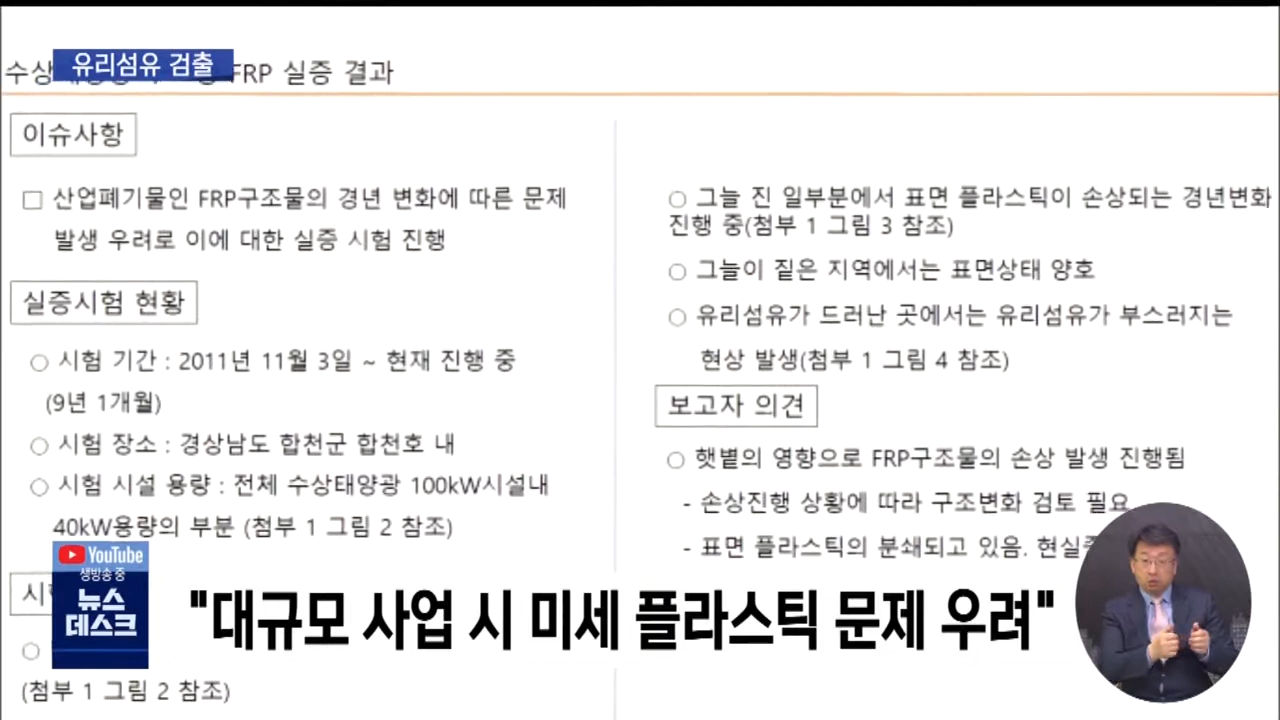 유리섬유 검출
수상
FRP 실증 결과
이슈사항
□ 산업폐기물인 FRP구조물의 경년 변화에 따른 문제
발생 우려로 이에 대한 실증 시험 진행
실증시험 현황
○ 시험 기간 : 2011년 11월 3일 ~ 현재 진행 중
(9년 1개월)
○ 시험 장소 : 경상남도 합천군 합천호 내
○ 시험 시설 용량 : 전체 수상태양광 100kW시설내
40kW용량의 부분 (첨부 1 그림 2 참조)
시
○
(첨부 1 그림 2 참조)
○ 그늘 진 일부분에서 표면 플라스틱이 손상되는 경년변화
진행 중(첨부 1 그림 3 참조)
○ 그늘이 짙은 지역에서는 표면상태 양호
○ 유리섬유가 드러난 곳에서는 유리섬유가 부스러지는
현상 발생(첨부 1 그림 4 참조)
보고자 의견
○ 햇볕의 영향으로 FRP구조물의 손상 발생 진행됨
- 손상진행 상황에 따라 구조변화 검토 필요
- 표면 플라스틱의 분쇄되고 있음. 현실
YouTube
생방송 중
뉴스
데스크
"대규모 사업 시 미세 플라스틱 문제 우려"